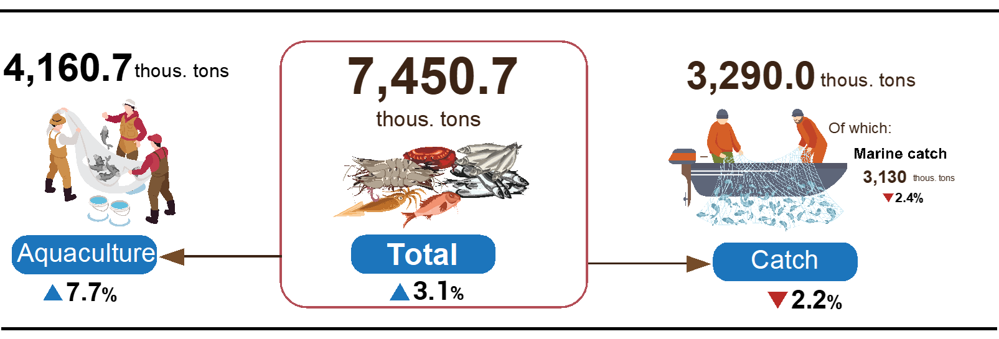 4,160.7 thous. tons
Aquaculture
▲ 7.7%
7,450.7
thous. tons
Total
▲ 3.1%
3,290.0 thous. tons
Of which:
Marine catch
3,130 thous. tons
▼ 2.4%
Catch
▼ 2.2%